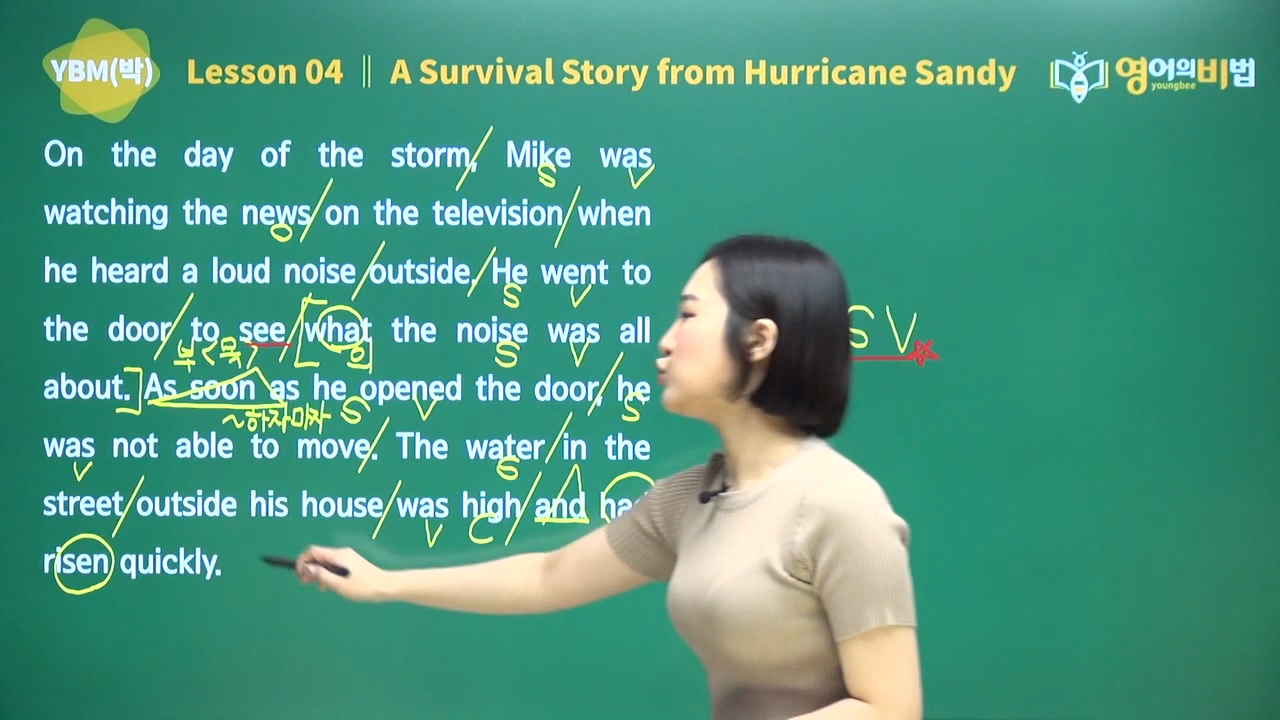 YBM(박) Lesson 04 A Survival Story from Hurricane Sandy 영어의비법
youngbee
On the day of the storm, Mike was
S V
watching the news on the television when
O
he heard a loud noise outside. He went to
S V
S V
the door to see what the noise was all
부<목> 의 S V
about. As soon as he opened the door, he
~하자마자 S V S
was not able to move. The water in the
V S
street outside his house was high and had
V C
risen quickly.